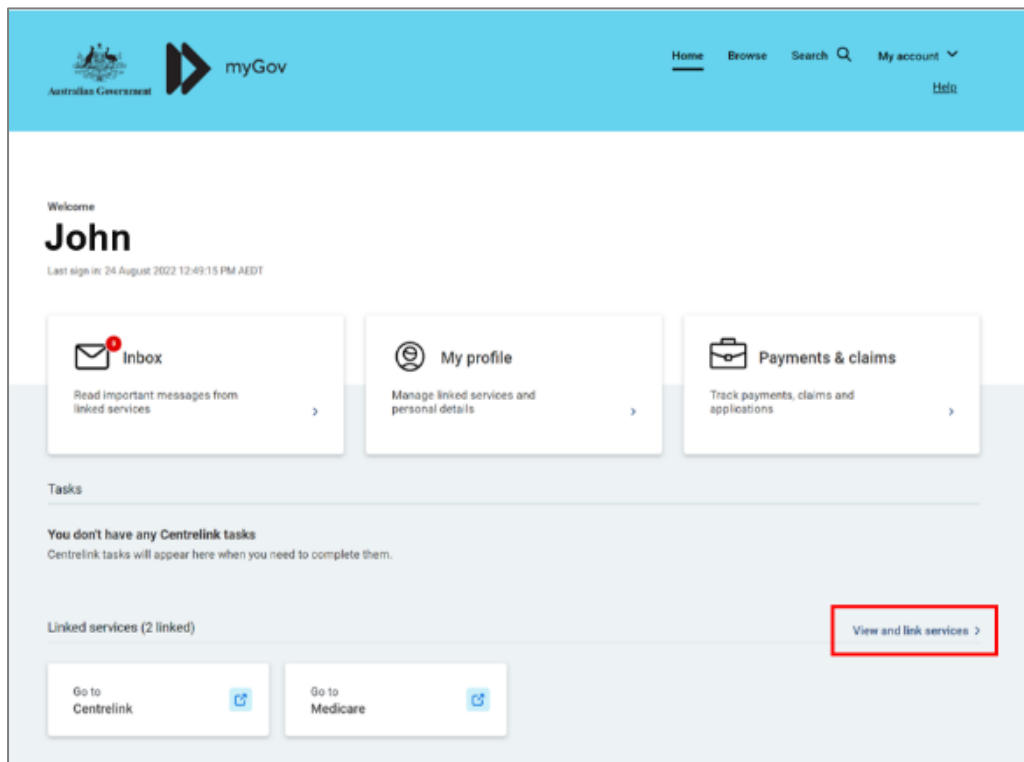 Australian Government
myGov
Home Browse Search My account
Help
Welcome
John
Last sign in: 24 August 2022 12:49:15 PM AEDT
9
Inbox
Read important messages from
linked services
My profile
Manage linked services and
personal details
Payments & claims
Track payments, claims and
applications
Tasks
You don't have any Centrelink tasks
Centrelink tasks will appear here when you need to complete them.
Linked services (2 linked)
View and link services
Go to
Centrelink
Go to
Medicare